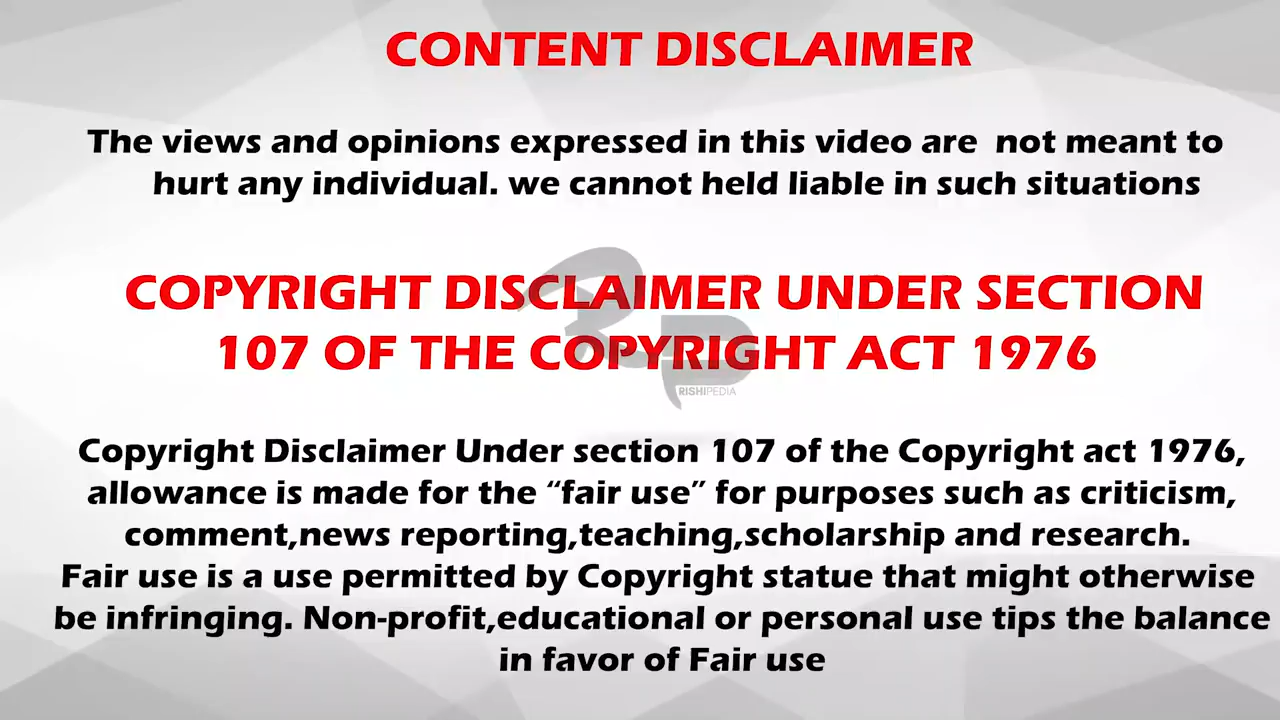 CONTENT DISCLAIMER
The views and opinions expressed in this video are not meant to
hurt any individual. we cannot held liable in such situations
COPYRIGHT DISCLAIMER UNDER SECTION
107 OF THE COPYRIGHT ACT 1976
RISHIPEDIA
Copyright Disclaimer Under section 107 of the Copyright act 1976,
allowance is made for the “fair use” for purposes such as criticism,
comment,news reporting,teaching,scholarship and research.
Fair use is a use permitted by Copyright statue that might otherwise
be infringing. Non-profit,educational or personal use tips the balance
in favor of Fair use